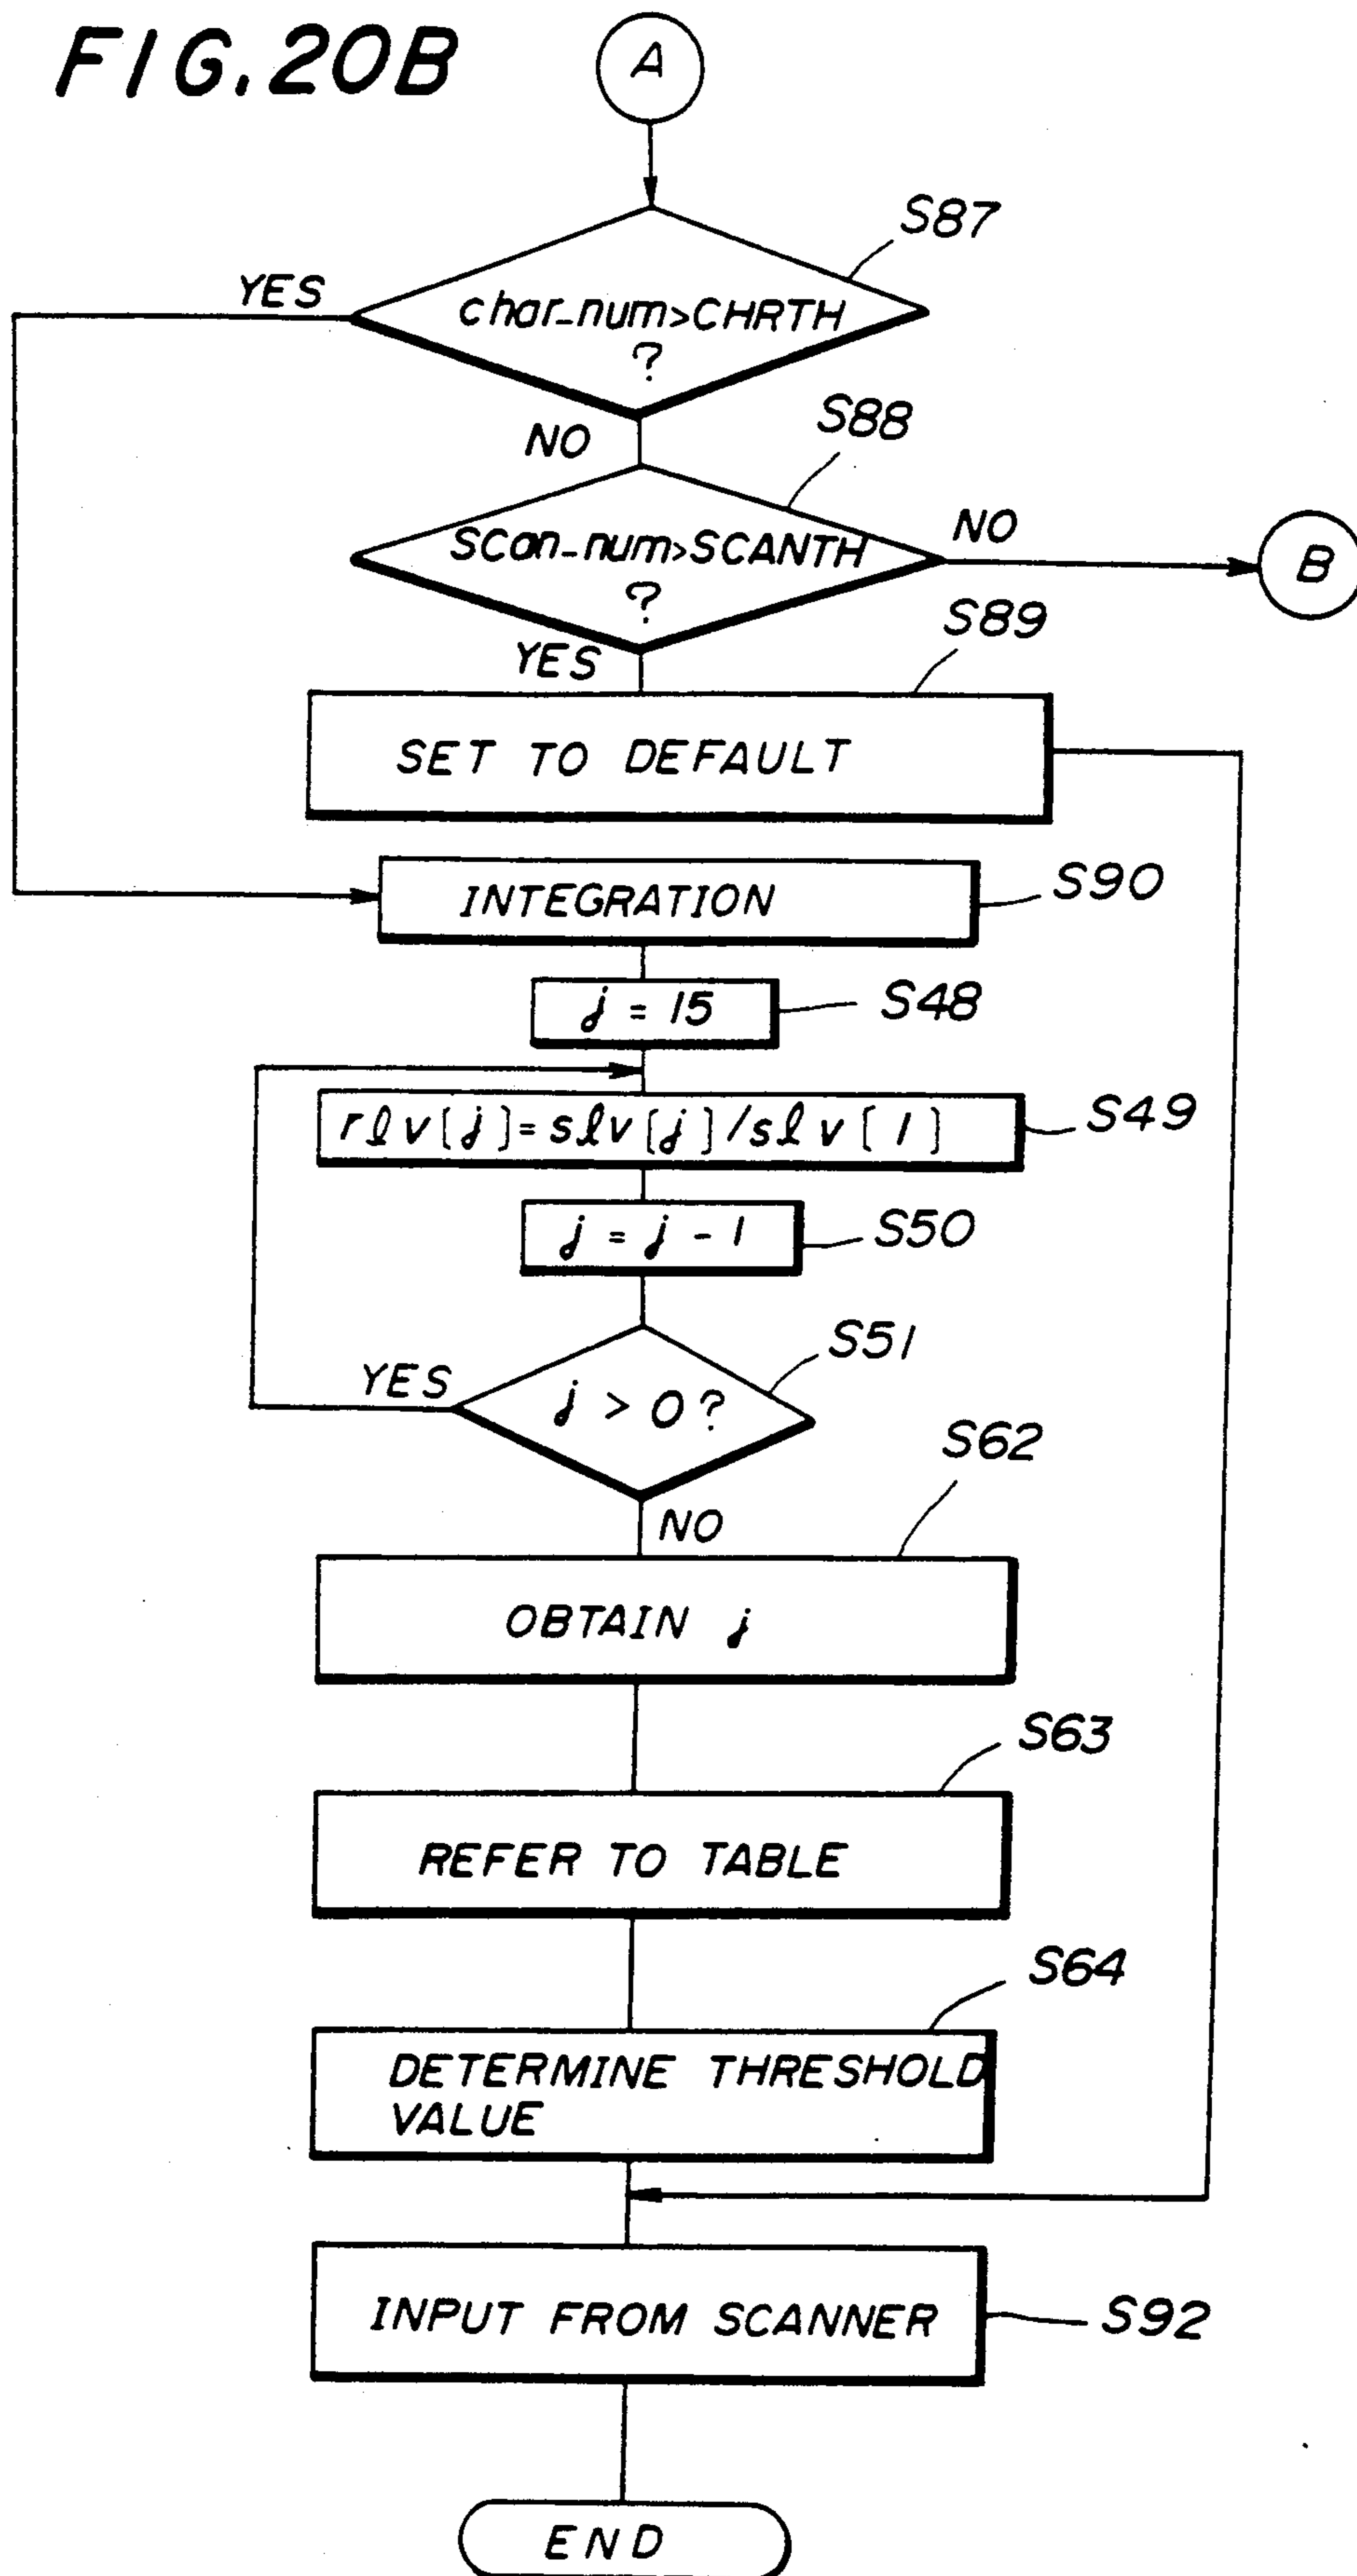 FIG.20B
A
S87
YES
char_num>CHRTH
?
NO
S88
SCan_num>SCANTH
?
NO
B
YES
S89
SET TO DEFAULT
INTEGRATION
S90
j = 15
S48
rlv[j]=slv[j]/slv[1]
S49
j = j - 1
S50
S51
YES
j > 0?
NO
S62
OBTAIN j
S63
REFER TO TABLE
S64
DETERMINE THRESHOLD
VALUE
INPUT FROM SCANNER
S92
END